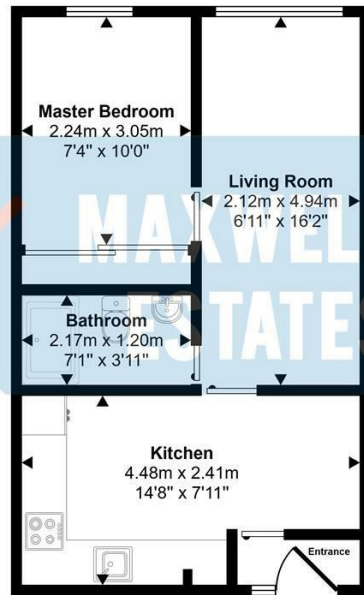 Master Bedroom
2.24m x 3.05m
7'4" x 10'0"
Living Room
2.12m x 4.94m
6'11" x 16'2"
MAXWEL
ESTATES
Bathroom
2.17m x 1.20m
7'1" x 3'11"
Kitchen
4.48m x 2.41m
14'8" x 7'11"
Entrance